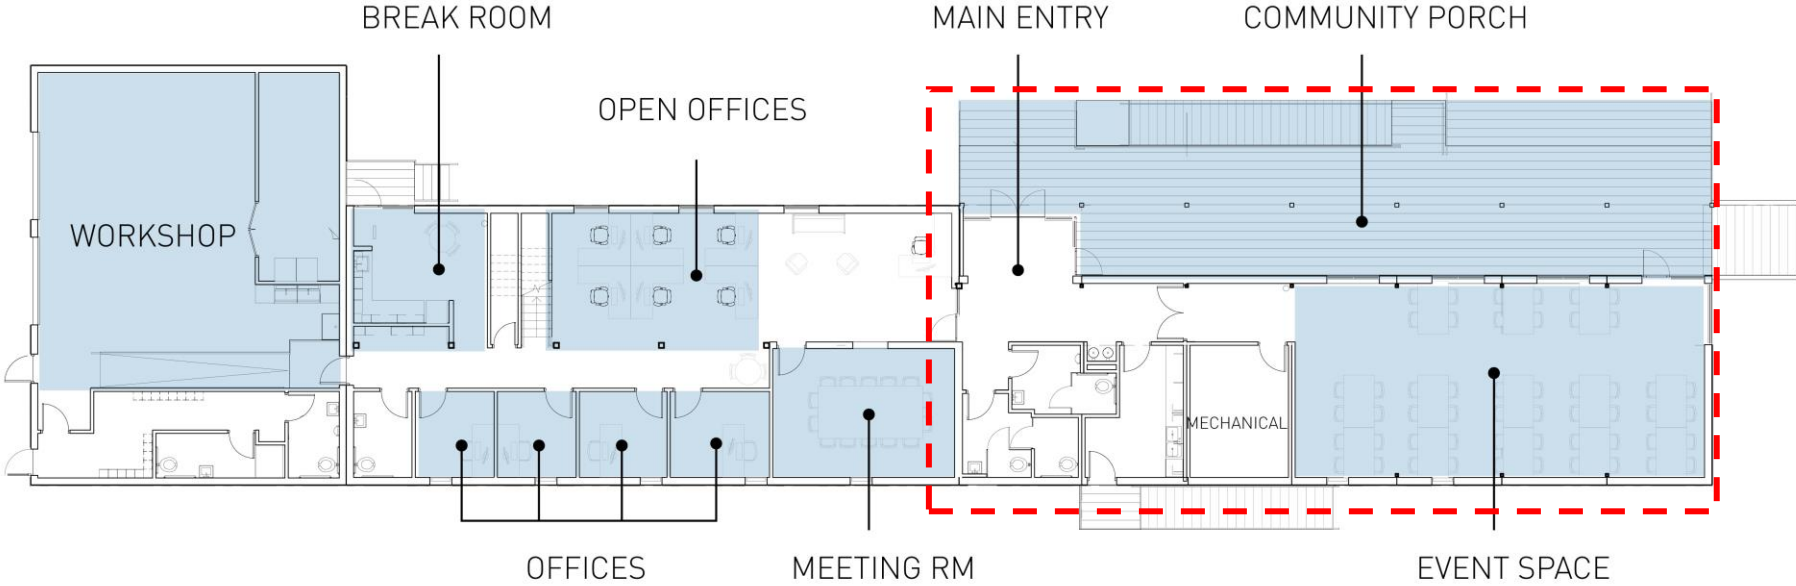 BREAK ROOM
MAIN ENTRY
COMMUNITY PORCH
OPEN OFFICES
WORKSHOP
MECHANICAL
OFFICES
MEETING RM
EVENT SPACE